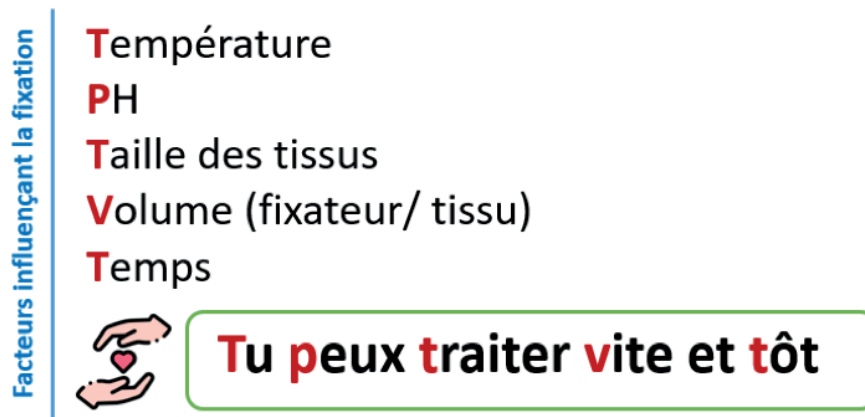 Facteurs influençant la fixation
Température
PH
Taille des tissus
Volume (fixateur/ tissu)
Temps
Tu peux traiter vite et tôt